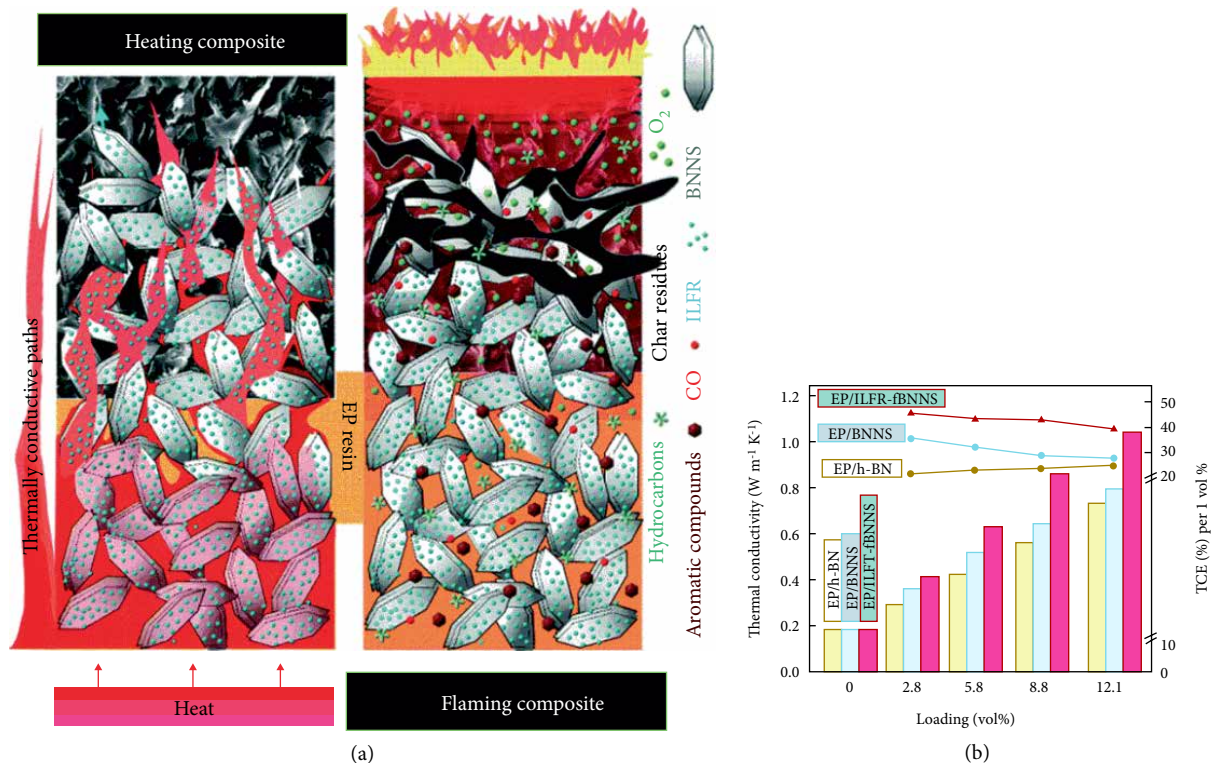 Heating composite
Thermally conductive paths
EP resin
Heat
Flaming composite
O2
Char residues
BNNS
Hydrocarbons
CO
ILFR
Aromatic compounds
(a)
Thermal conductivity (W m-1 K-1)
1.2
1.0
0.8
0.6
0.4
0.2
0.0
EP/ILFR-fBNNS
EP/BNNS
EP/h-BN
EP/h-BN
EP/BNNS
EP/ILFT-fBNNS
50
40
30
20
10
0
TCE (%) per 1 vol %
0 2.8 5.8 8.8 12.1
Loading (vol%)
(b)